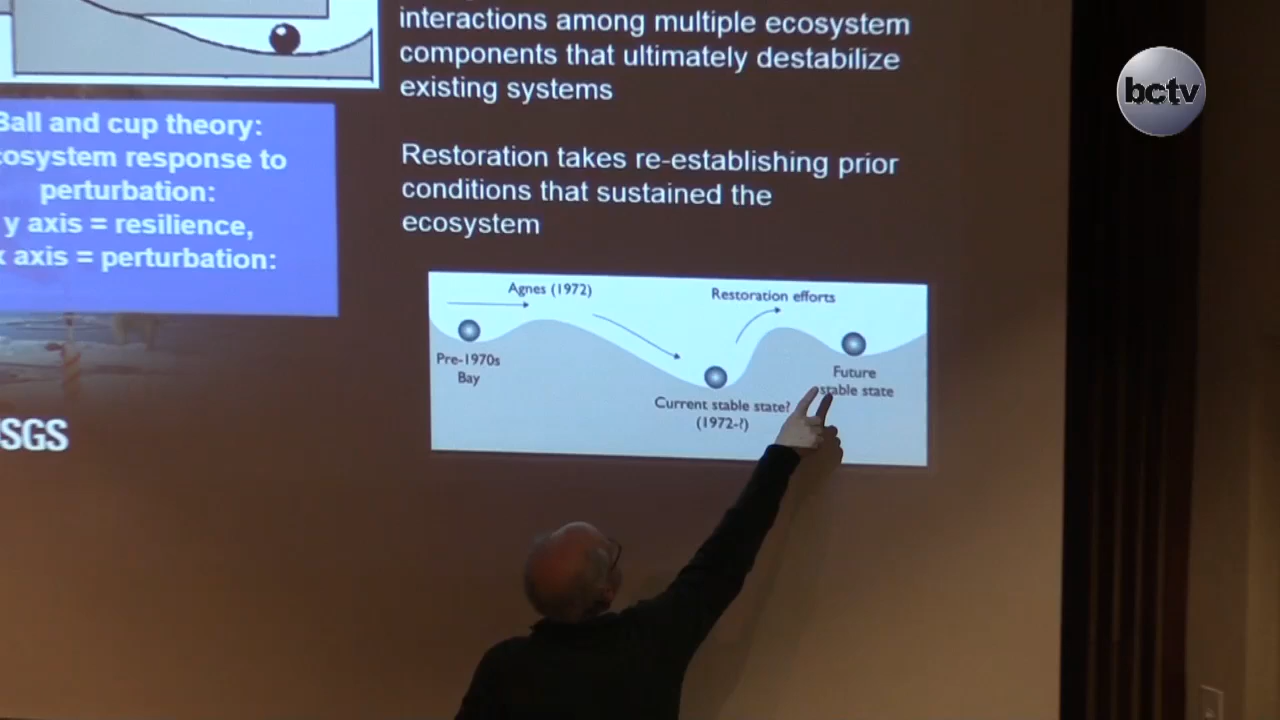 interactions among multiple ecosystem
components that ultimately destabilize
existing systems
Restoration takes re-establishing prior
conditions that sustained the
ecosystem
Ball and cup theory:
cosystem response to
perturbation:
y axis = resilience,
x axis = perturbation:
SGS
Agnes (1972)
Restoration efforts
Pre-1970s
Bay
Current stable state?
(1972-?)
Future
stable state
bctv